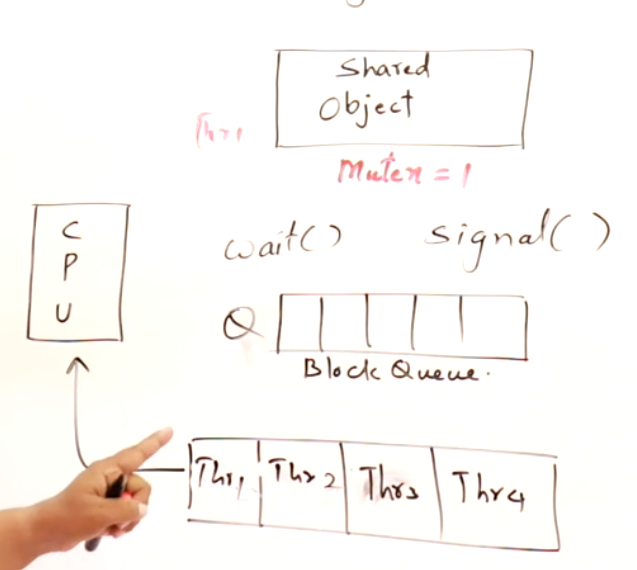 Shared
Object
Thr1
Mutex = 1
C
P
U
wait()
Signal()
Q
Block Queue.
Thr1
Thr2
Thr3
Thr4